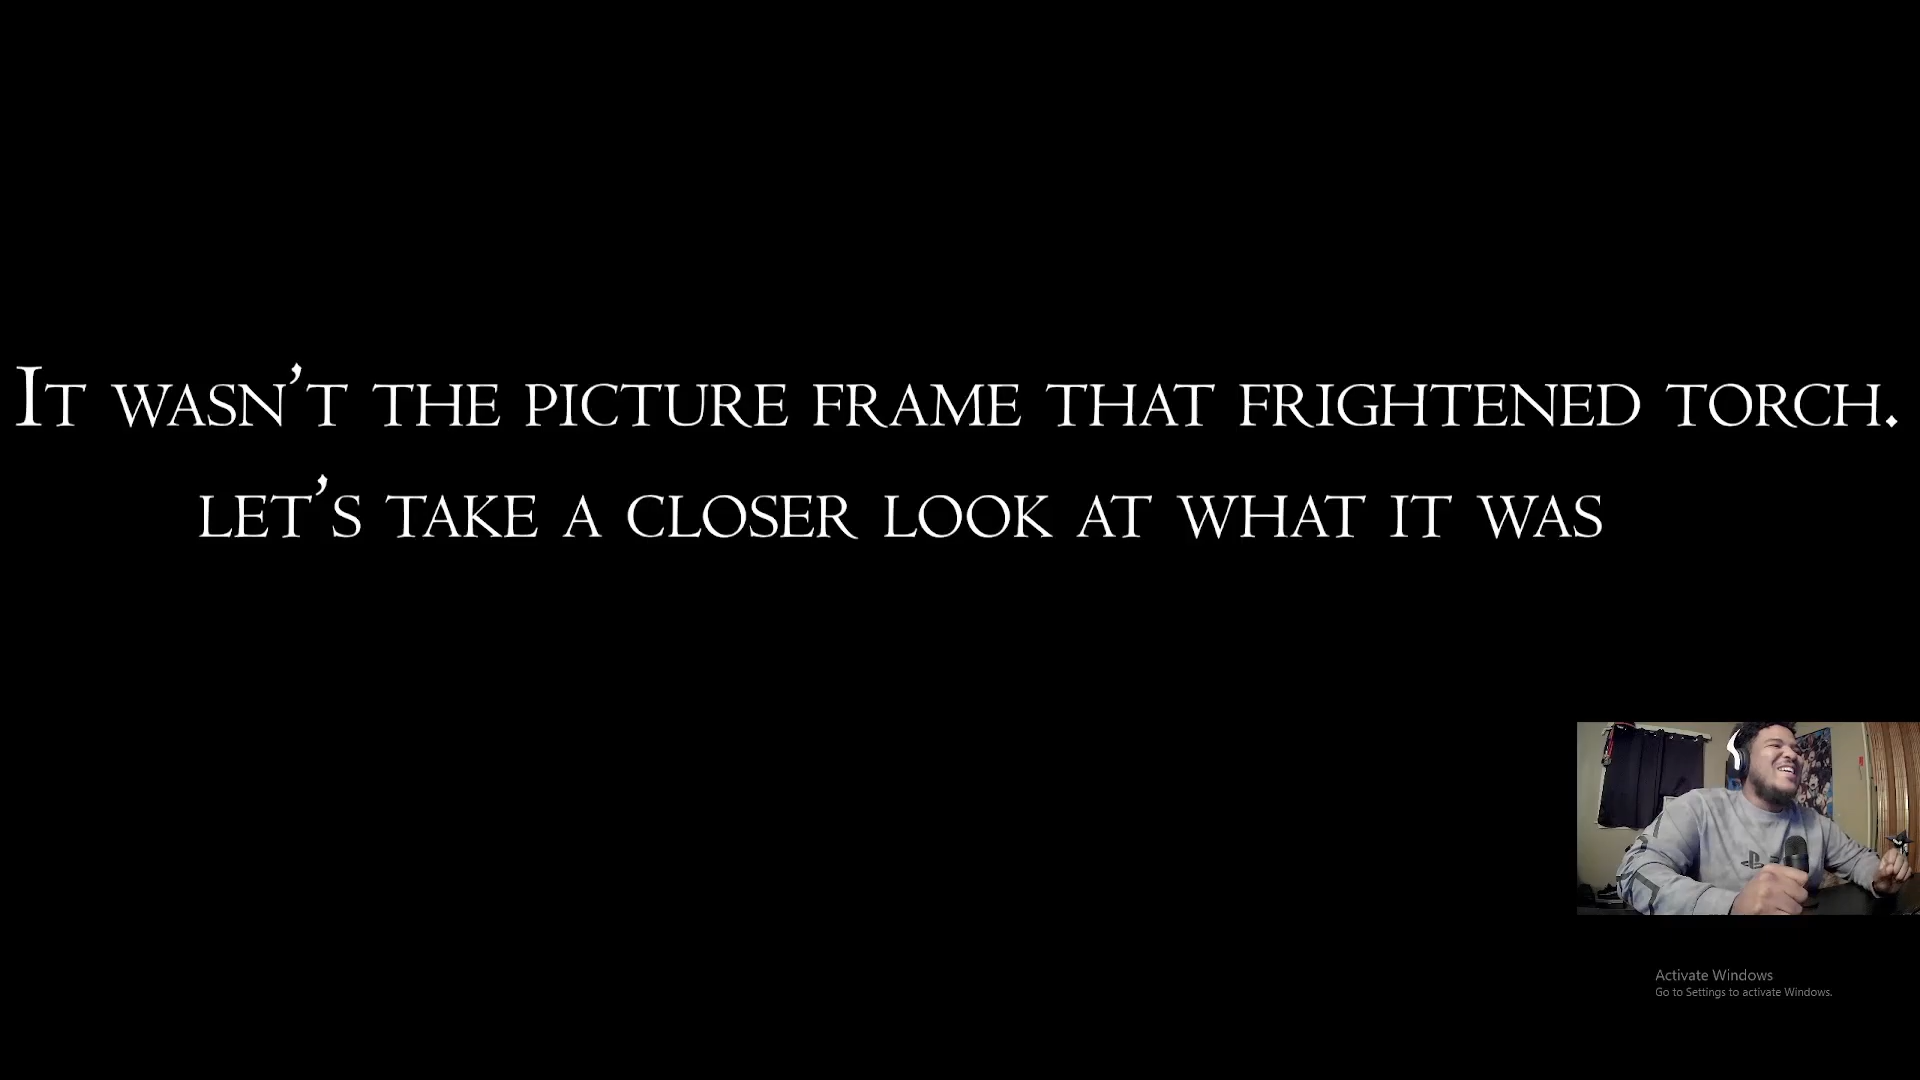 It wasn’t the picture frame that frightened torch.
let’s take a closer look at what it was
Activate Windows
Go to Settings to activate Windows.